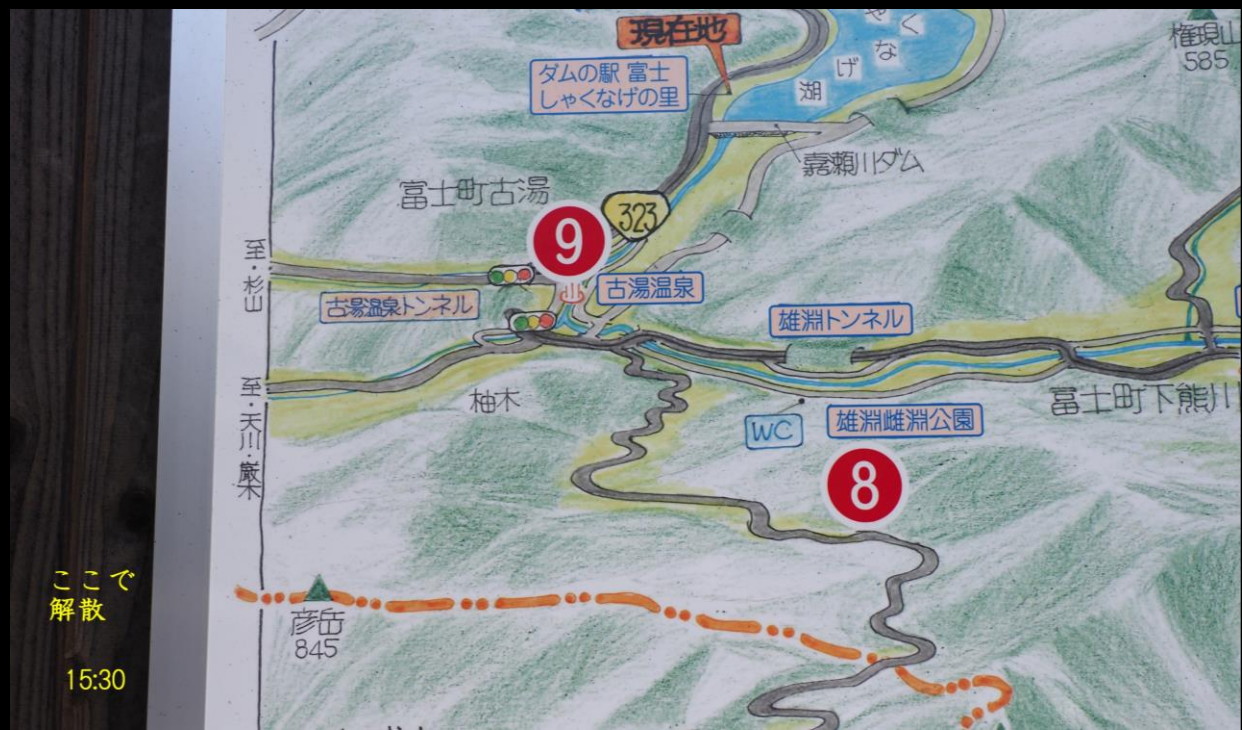 現在地
やくなげ湖
権現山
585
ダムの駅 富士
しゃくなげの里
嘉瀬川ダム
富士町古湯
323
9
至・杉山
古湯温泉
古湯温泉トンネル
雄淵トンネル
至・天川・厳木
柚木
富士町下熊川
WC
雄淵雌淵公園
8
ここで
解散
彦岳
845
15:30